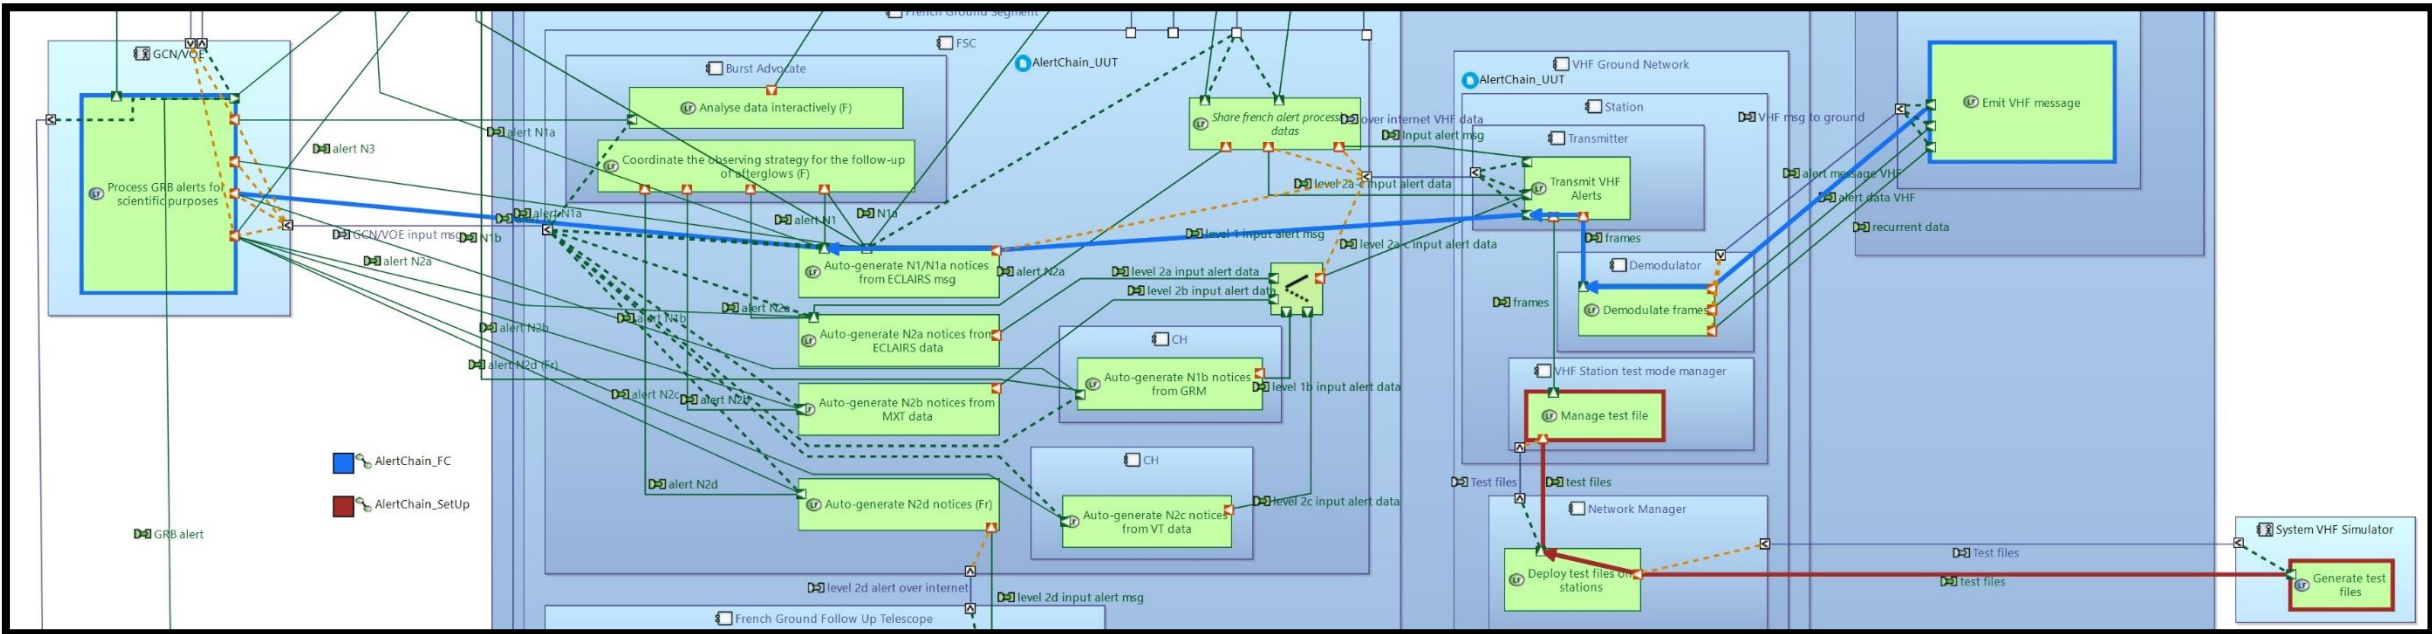 French Ground Segment
GCN/VOE
FSC
Burst Advocate
AlertChain_UUT
VHF Ground Network
AlertChain_UUT
Station
Analyse data interactively (F)
Emit VHF message
Share french alert process
datas
over internet VHF data
VHF msg to ground
alert N1a
Input alert msg
Transmitter
alert N3
Coordinate the observing strategy for the follow-up
of afterglows (F)
alert message VHF
Process GRB alerts for
scientific purposes
level 2a-c input alert data
Transmit VHF
Alerts
alert data VHF
alert N1a
alert N1
N1a
recurrent data
GCN/VOE input msg
N1b
level 1 input alert msg
frames
level 2a-c input alert data
alert N2a
Auto-generate N1/N1a notices
from ECLAIRS msg
alert N2a
level 2a input alert data
Demodulator
level 2b input alert data
frames
alert N2a
Demodulate frames
alert N1b
alert N2b
Auto-generate N2a notices from
ECLAIRS data
CH
alert N2d (Fr)
VHF Station test mode manager
Auto-generate N1b notices
from GRM
level 1b input alert data
alert N2c
alert N2b
Auto-generate N2b notices from
MXT data
Manage test file
AlertChain_FC
CH
alert N2d
Test files
test files
AlertChain_SetUp
Auto-generate N2d notices (Fr)
level 2c input alert data
Network Manager
Auto-generate N2c notices
from VT data
GRB alert
System VHF Simulator
Test files
Deploy test files on
stations
test files
Generate test
files
level 2d alert over internet
level 2d input alert msg
French Ground Follow Up Telescope